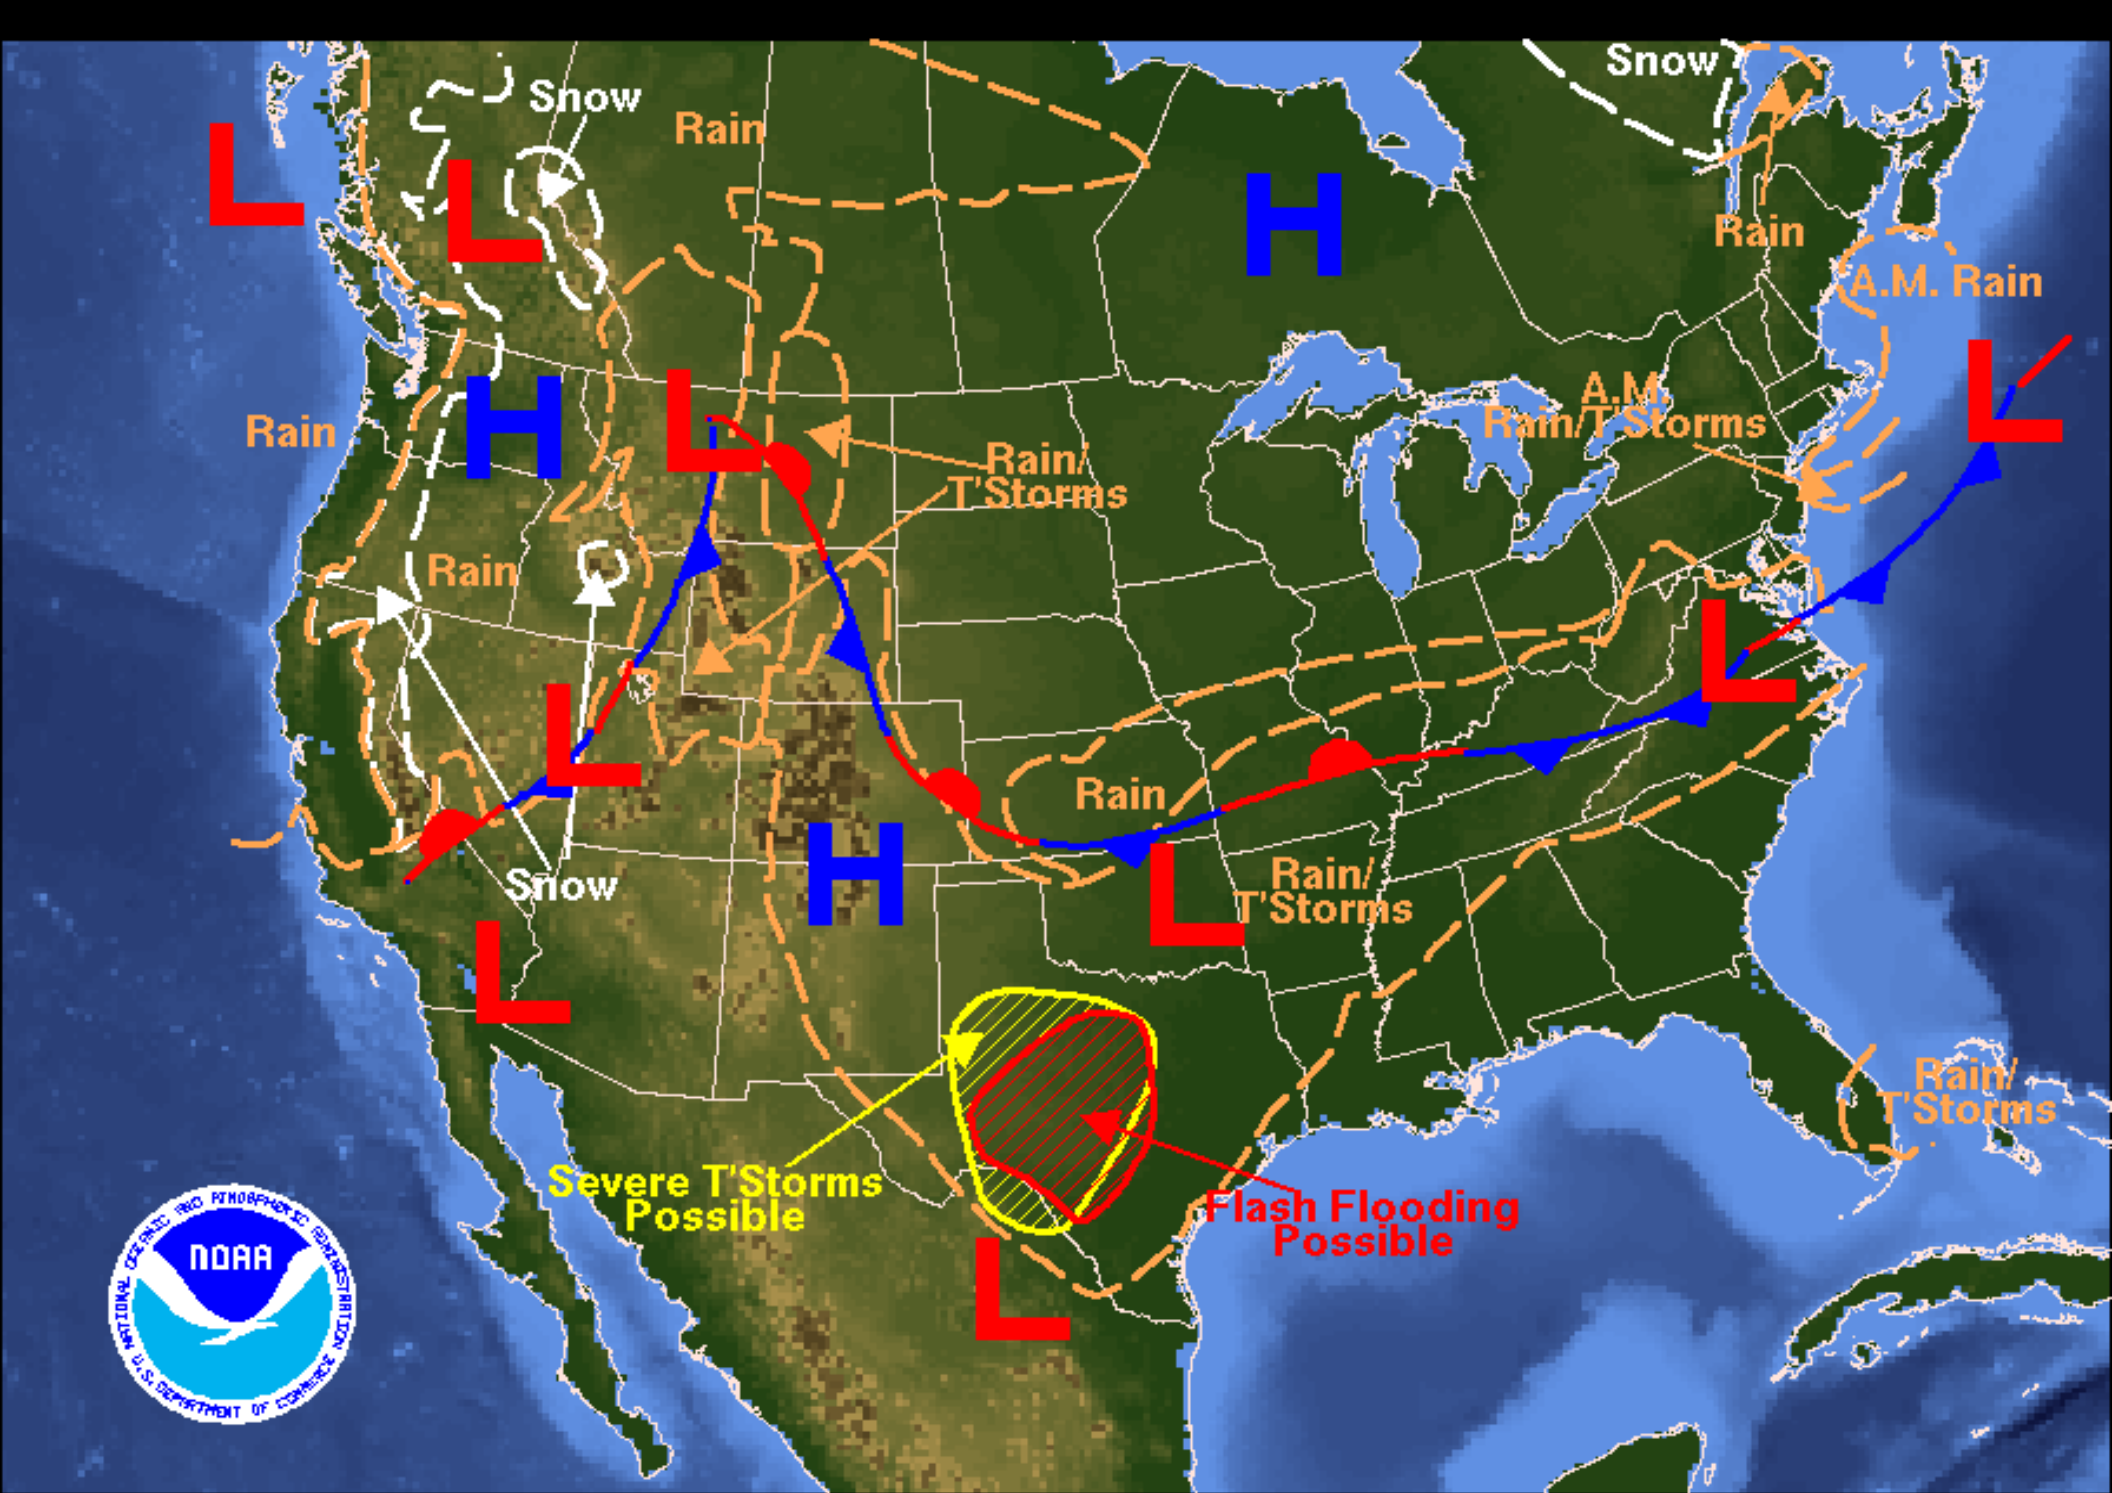 Snow
Snow
Rain
L
L
H
Rain
A.M. Rain
L
H
L
A.M.
Rain/T'Storms
Rain
Rain/
T'Storms
Rain
L
L
Rain
H
L
Rain/
T'Storms
Snow
L
Rain/
T'Storms
Severe T'Storms
Possible
Flash Flooding
Possible
L
NOAA
NATIONAL OCEANIC AND ATMOSPHERIC ADMINISTRATION
U.S. DEPARTMENT OF COMMERCE